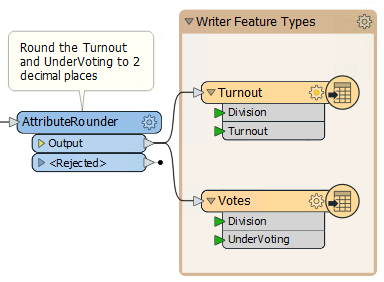 Round the Turnout
and UnderVoting to 2
decimal places
AttributeRounder
Output
<Rejected>
Writer Feature Types
Turnout
Division
Turnout
Votes
Division
UnderVoting